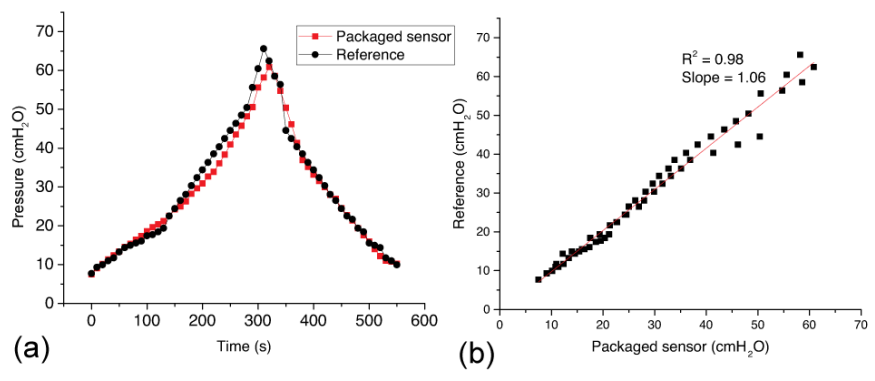 Packaged sensor
Reference
Pressure (cmH2O)
70
60
50
40
30
20
10
0
0 100 200 300 400 500 600
Time (s)
(a)
R2 = 0.98
Slope = 1.06
Reference (cmH2O)
70
60
50
40
30
20
10
0
0 10 20 30 40 50 60 70
Packaged sensor (cmH2O)
(b)